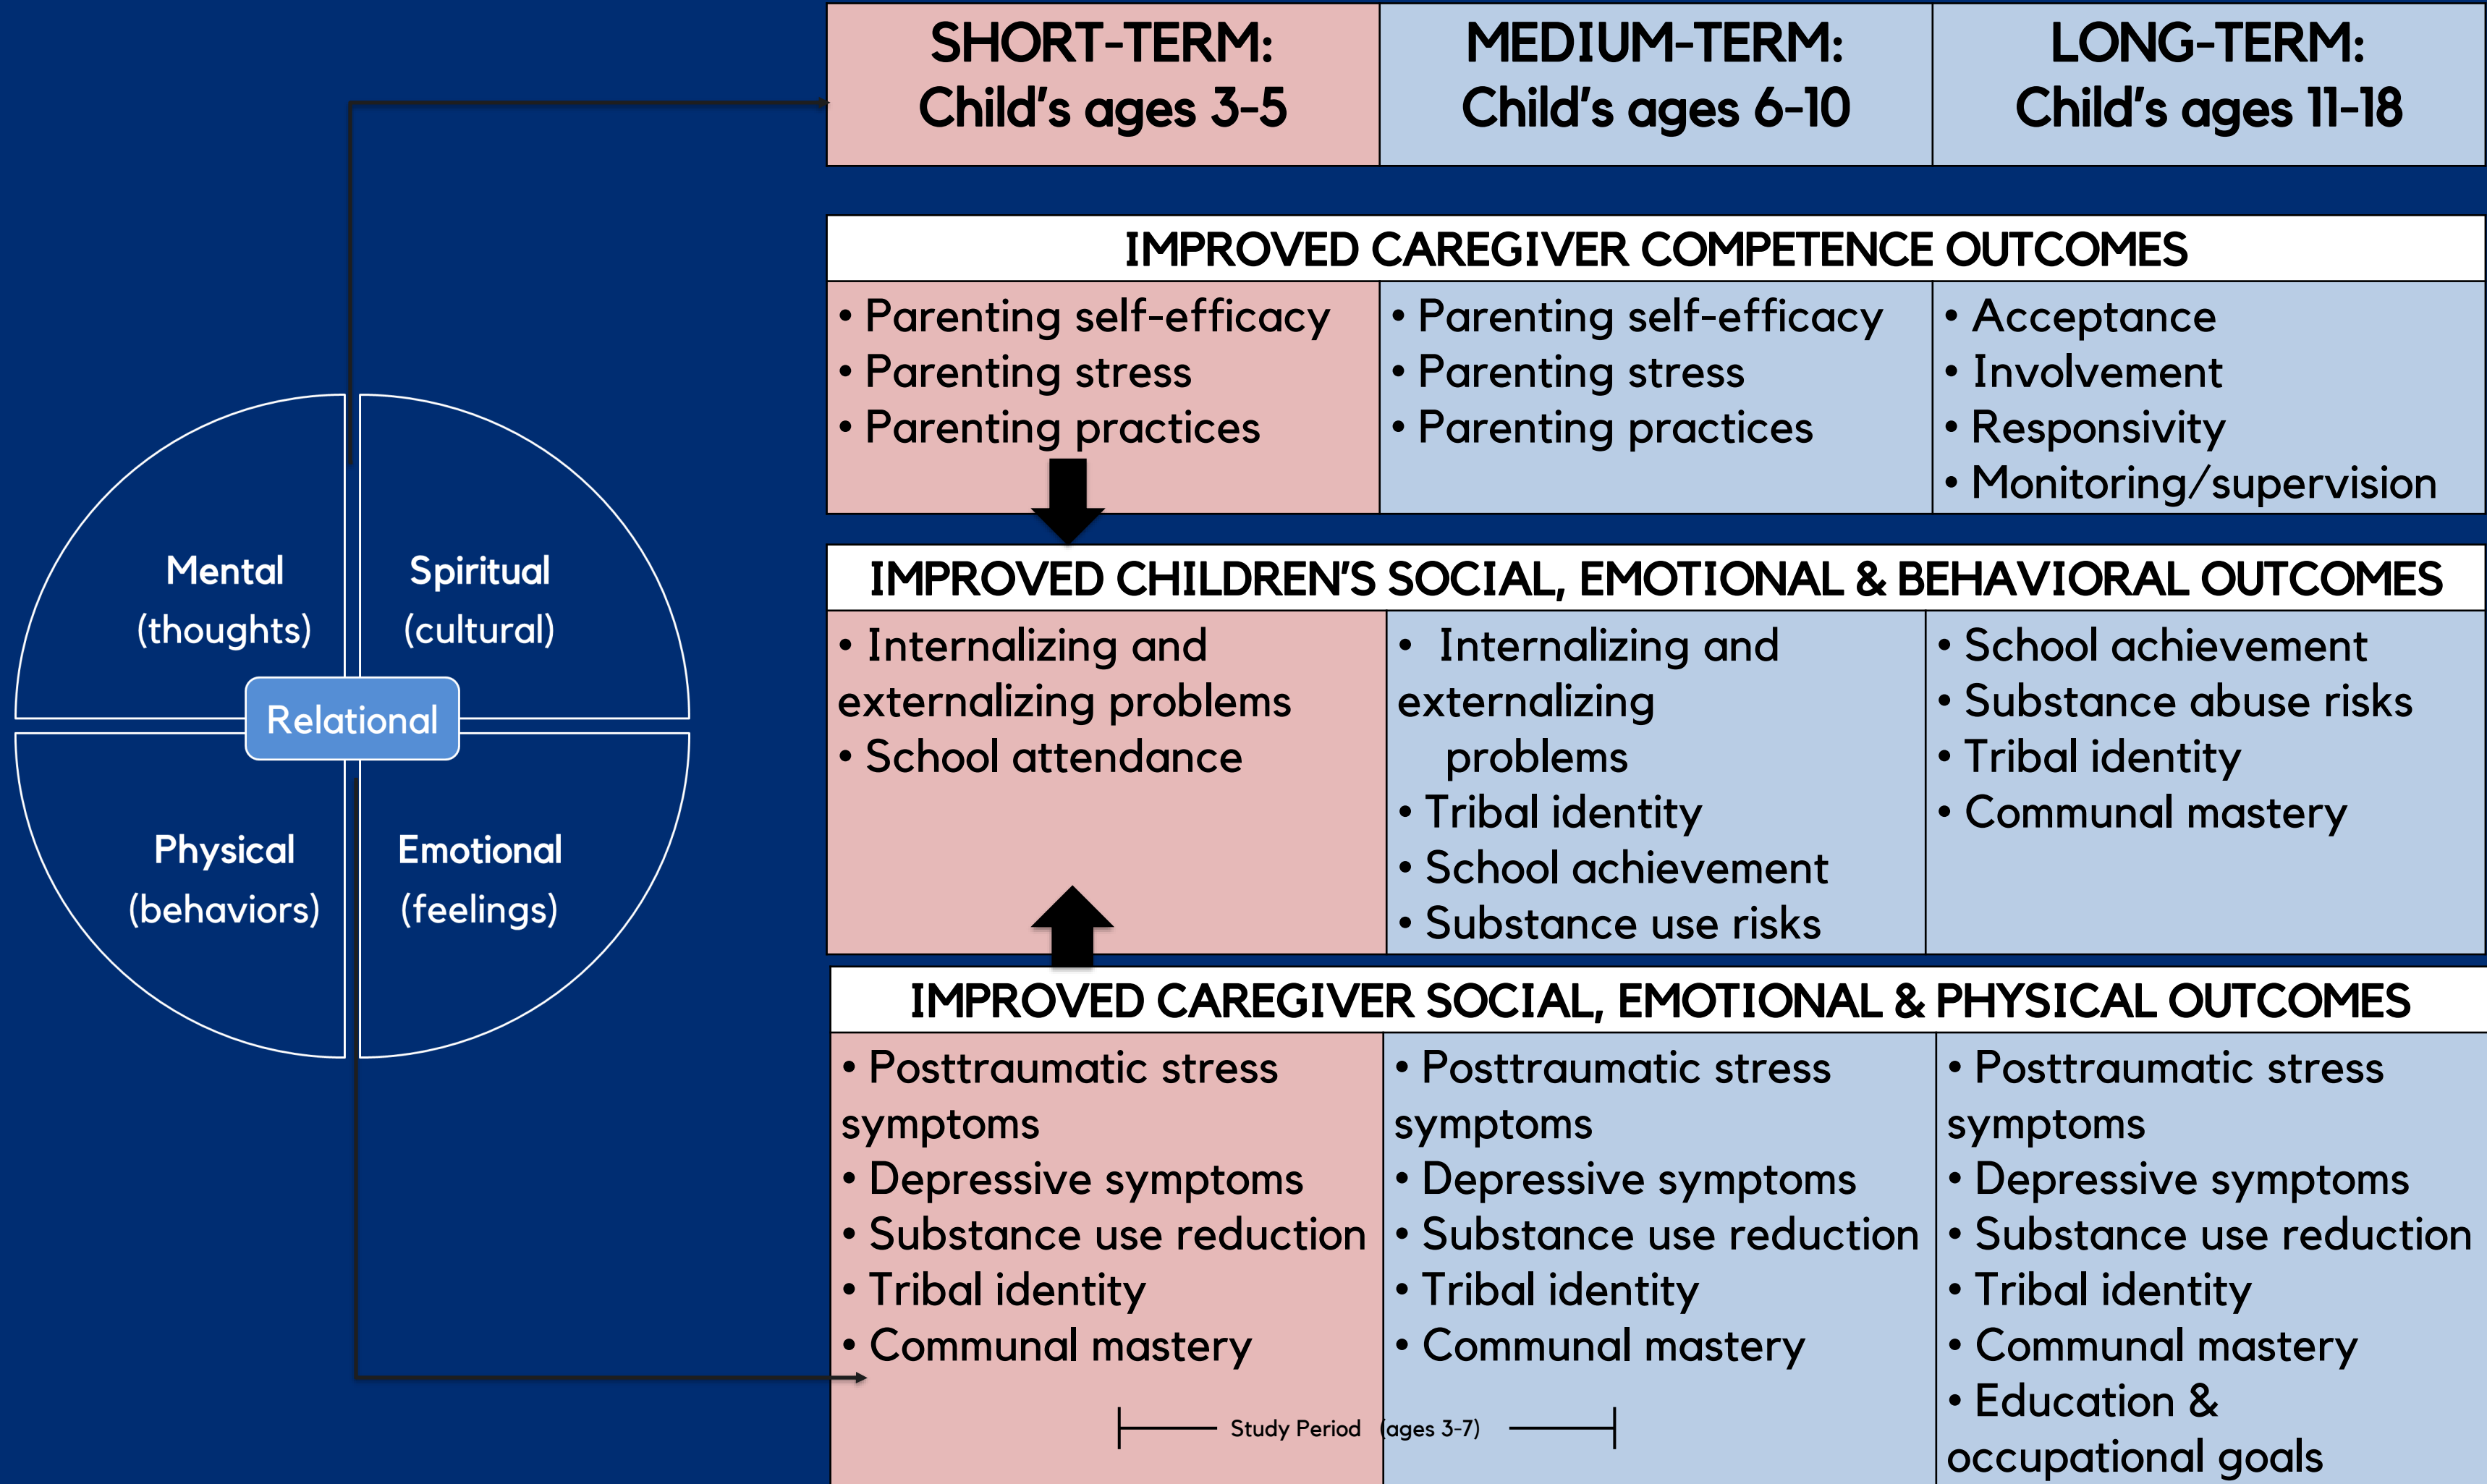 SHORT-TERM:
Child's ages 3-5
MEDIUM-TERM:
Child's ages 6-10
LONG-TERM:
Child's ages 11-18
Mental
(thoughts)
Spiritual
(cultural)
Relational
Physical
(behaviors)
Emotional
(feelings)
IMPROVED CAREGIVER COMPETENCE OUTCOMES
• Parenting self-efficacy
• Parenting stress
• Parenting practices
• Parenting self-efficacy
• Parenting stress
• Parenting practices
• Acceptance
• Involvement
• Responsivity
• Monitoring/supervision
IMPROVED CHILDREN'S SOCIAL, EMOTIONAL & BEHAVIORAL OUTCOMES
• Internalizing and
externalizing problems
• School attendance
• Internalizing and
externalizing
problems
• Tribal identity
• School achievement
• Substance use risks
• School achievement
• Substance abuse risks
• Tribal identity
• Communal mastery
IMPROVED CAREGIVER SOCIAL, EMOTIONAL & PHYSICAL OUTCOMES
• Posttraumatic stress
symptoms
• Depressive symptoms
• Substance use reduction
• Tribal identity
• Communal mastery
• Posttraumatic stress
symptoms
• Depressive symptoms
• Substance use reduction
• Tribal identity
• Communal mastery
• Posttraumatic stress
symptoms
• Depressive symptoms
• Substance use reduction
• Tribal identity
• Communal mastery
• Education &
occupational goals
Study Period (ages 3-7)